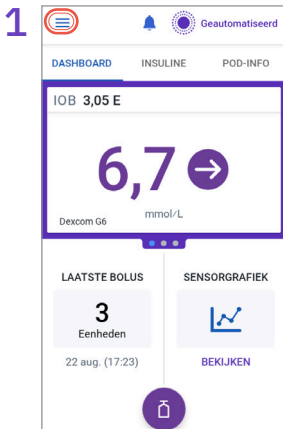 1
Geautomatiseerd
DASHBOARD INSULINE POD-INFO
IOB 3,05 E
6,7
mmol/L
Dexcom G6
LAATSTE BOLUS SENSORGRAFIEK
3
Eenheden
22 aug. (17:23) BEKIJKEN